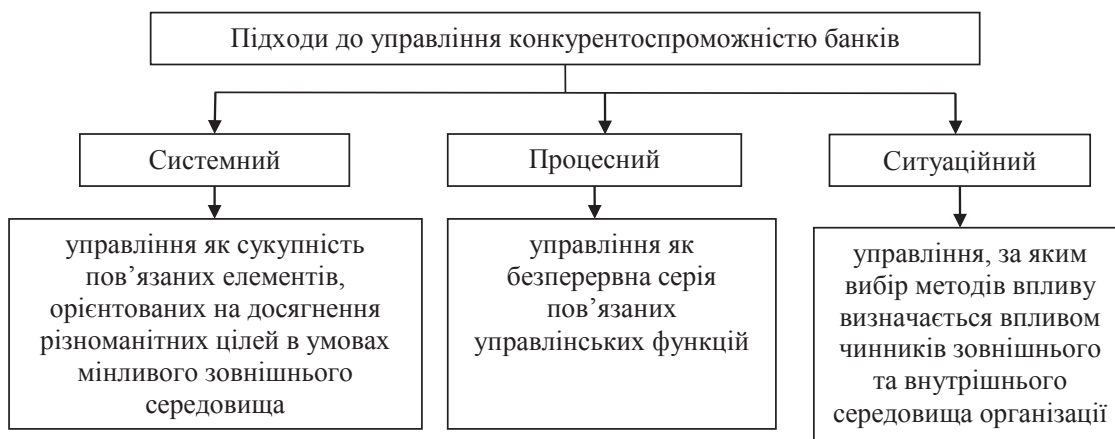 Підходи до управління конкурентоспроможністю банків
Системний
Процесний
Ситуаційний
управління як сукупність
пов’язаних елементів,
орієнтованих на досягнення
різноманітних цілей в умовах
мінливого зовнішнього
середовища
управління як
безперервна серія
пов’язаних
управлінських функцій
управління, за яким
вибір методів впливу
визначається впливом
чинників зовнішнього
та внутрішнього
середовища організації